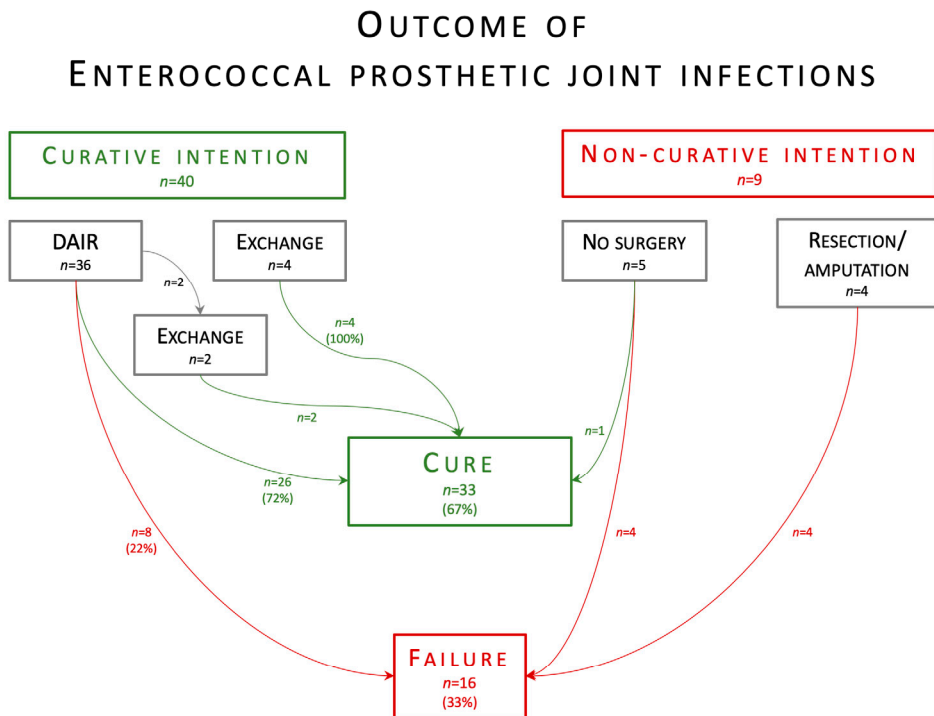 OUTCOME OF
ENTEROCOCCAL PROSTHETIC JOINT INFECTIONS
CURATIVE INTENTION
n=40
NON-CURATIVE INTENTION
n=9
DAIR
n=36
EXCHANGE
n=4
NO SURGERY
n=5
RESECTION/
AMPUTATION
n=4
n=2
EXCHANGE
n=2
n=4
(100%)
n=2
n=1
CURE
n=33
(67%)
n=26
(72%)
n=8
(22%)
n=4
n=4
FAILURE
n=16
(33%)